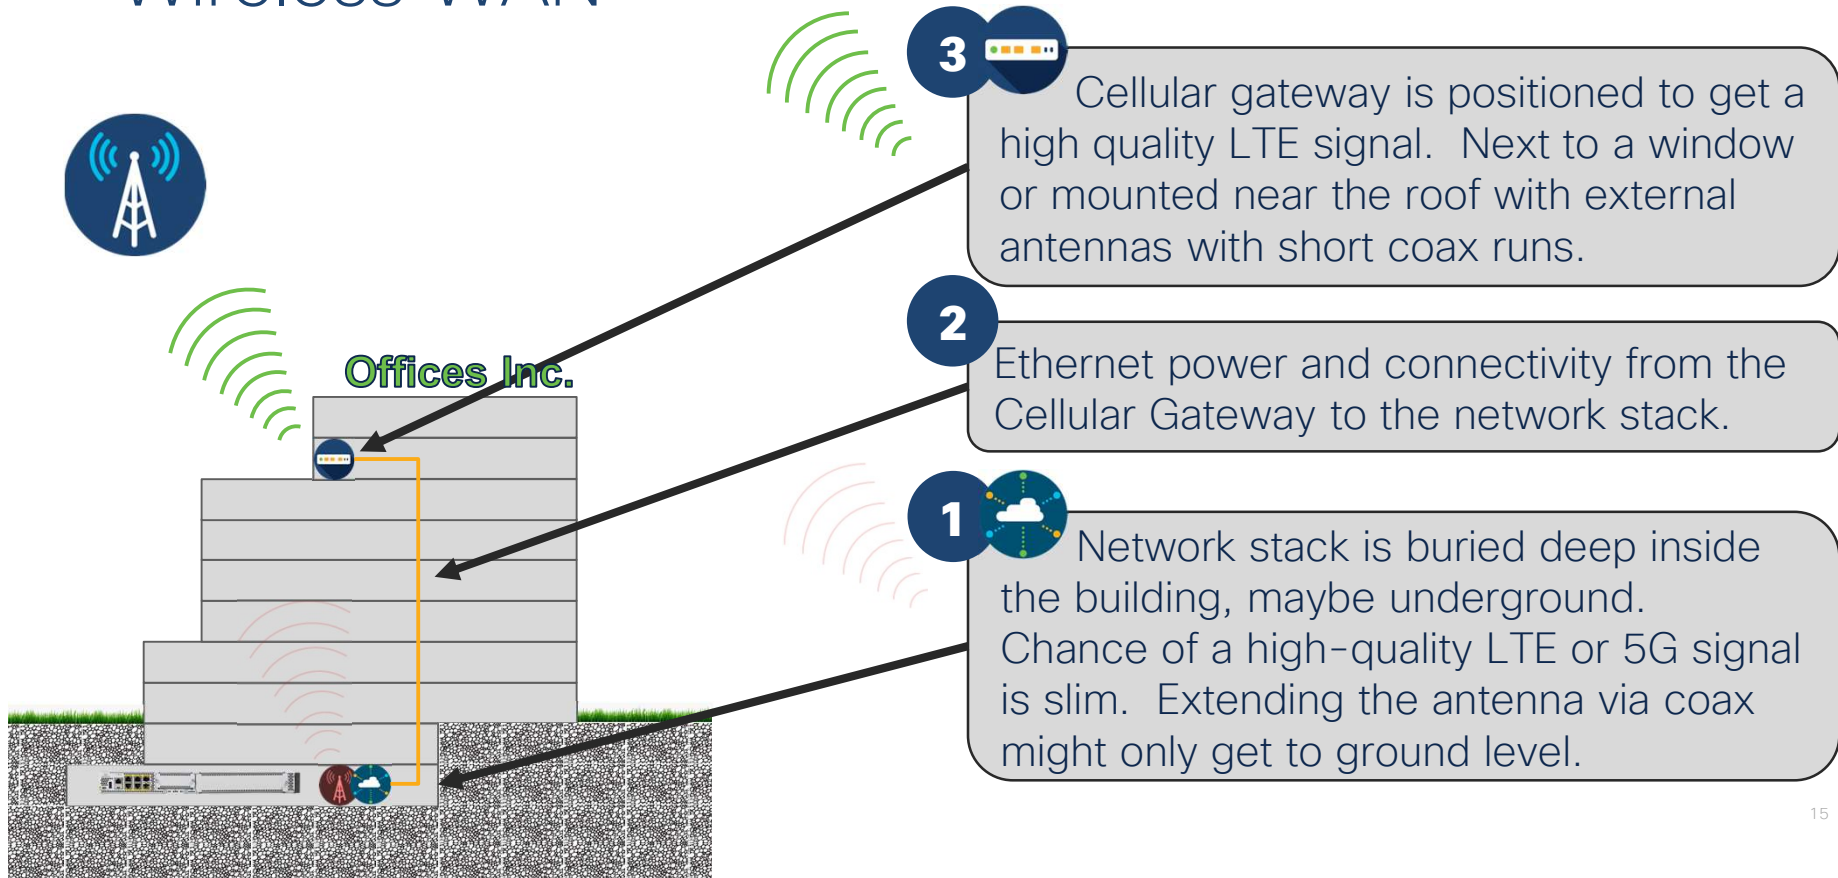 Wireless WAN
3
Cellular gateway is positioned to get a
high quality LTE signal. Next to a window
or mounted near the roof with external
antennas with short coax runs.
2
Ethernet power and connectivity from the
Cellular Gateway to the network stack.
1
Network stack is buried deep inside
the building, maybe underground.
Chance of a high-quality LTE or 5G signal
is slim. Extending the antenna via coax
might only get to ground level.
Offices Inc.
15